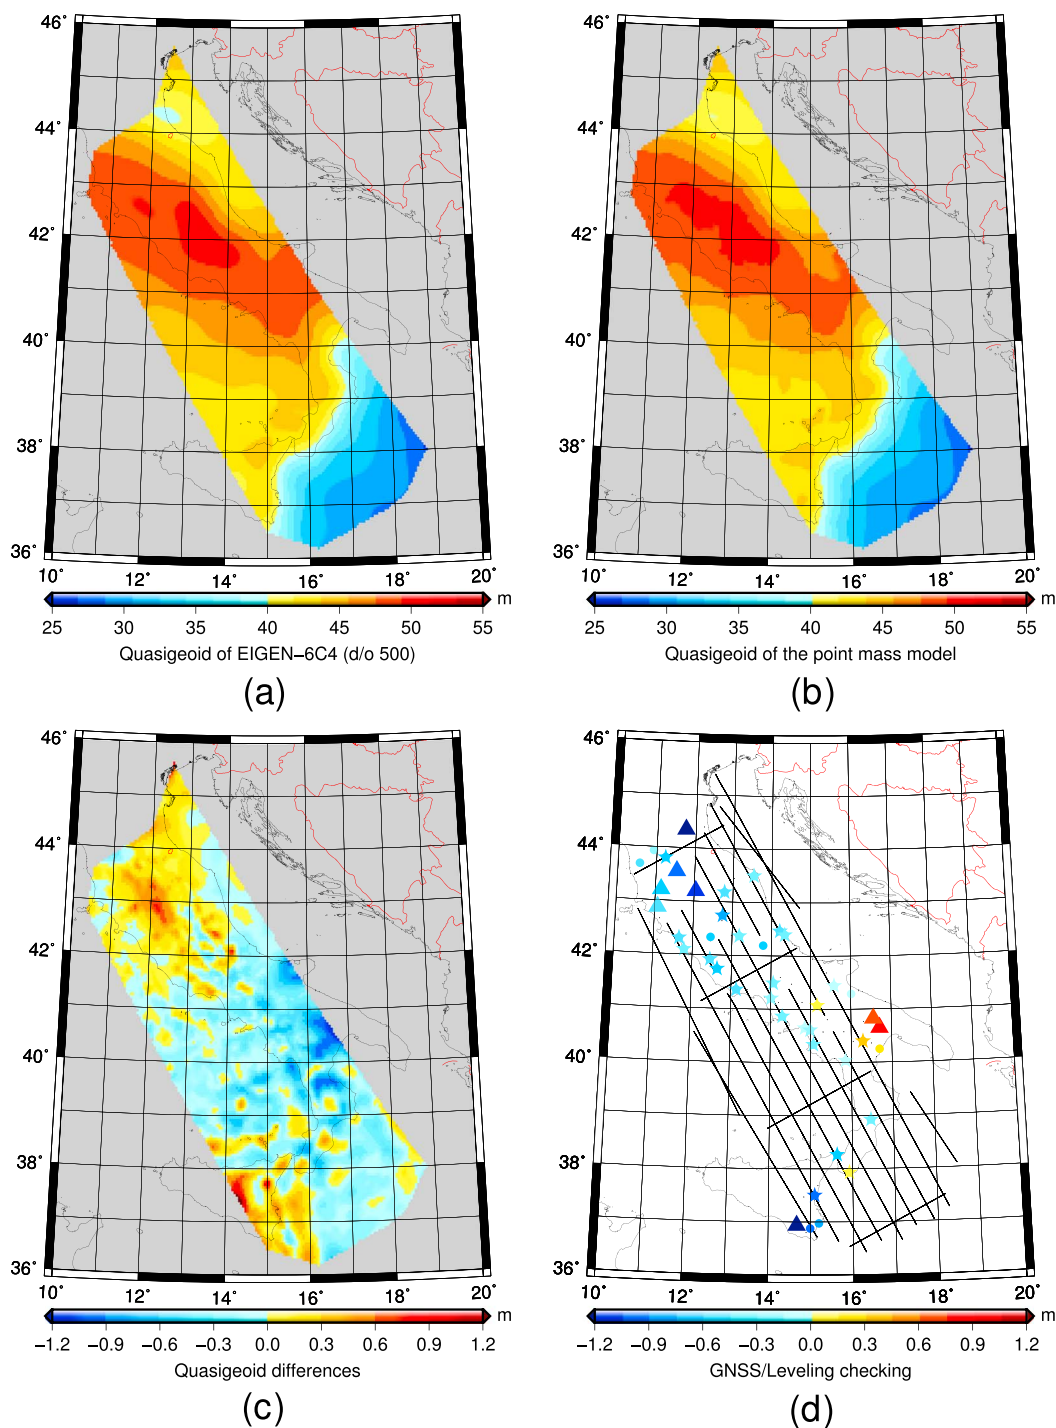 46°
44°
42°
40°
38°
36°
10° 12° 14° 16° 18° 20°
m
25 30 35 40 45 50 55
Quasigeoid of EIGEN−6C4 (d/o 500)
(a)
46°
44°
42°
40°
38°
36°
10° 12° 14° 16° 18° 20°
m
25 30 35 40 45 50 55
Quasigeoid of the point mass model
(b)
46°
44°
42°
40°
38°
36°
10° 12° 14° 16° 18° 20°
m
−1.2 −0.9 −0.6 −0.3 0.0 0.3 0.6 0.9 1.2
Quasigeoid differences
(c)
46°
44°
42°
40°
38°
36°
10° 12° 14° 16° 18° 20°
m
−1.2 −0.9 −0.6 −0.3 0.0 0.3 0.6 0.9 1.2
GNSS/Leveling checking
(d)